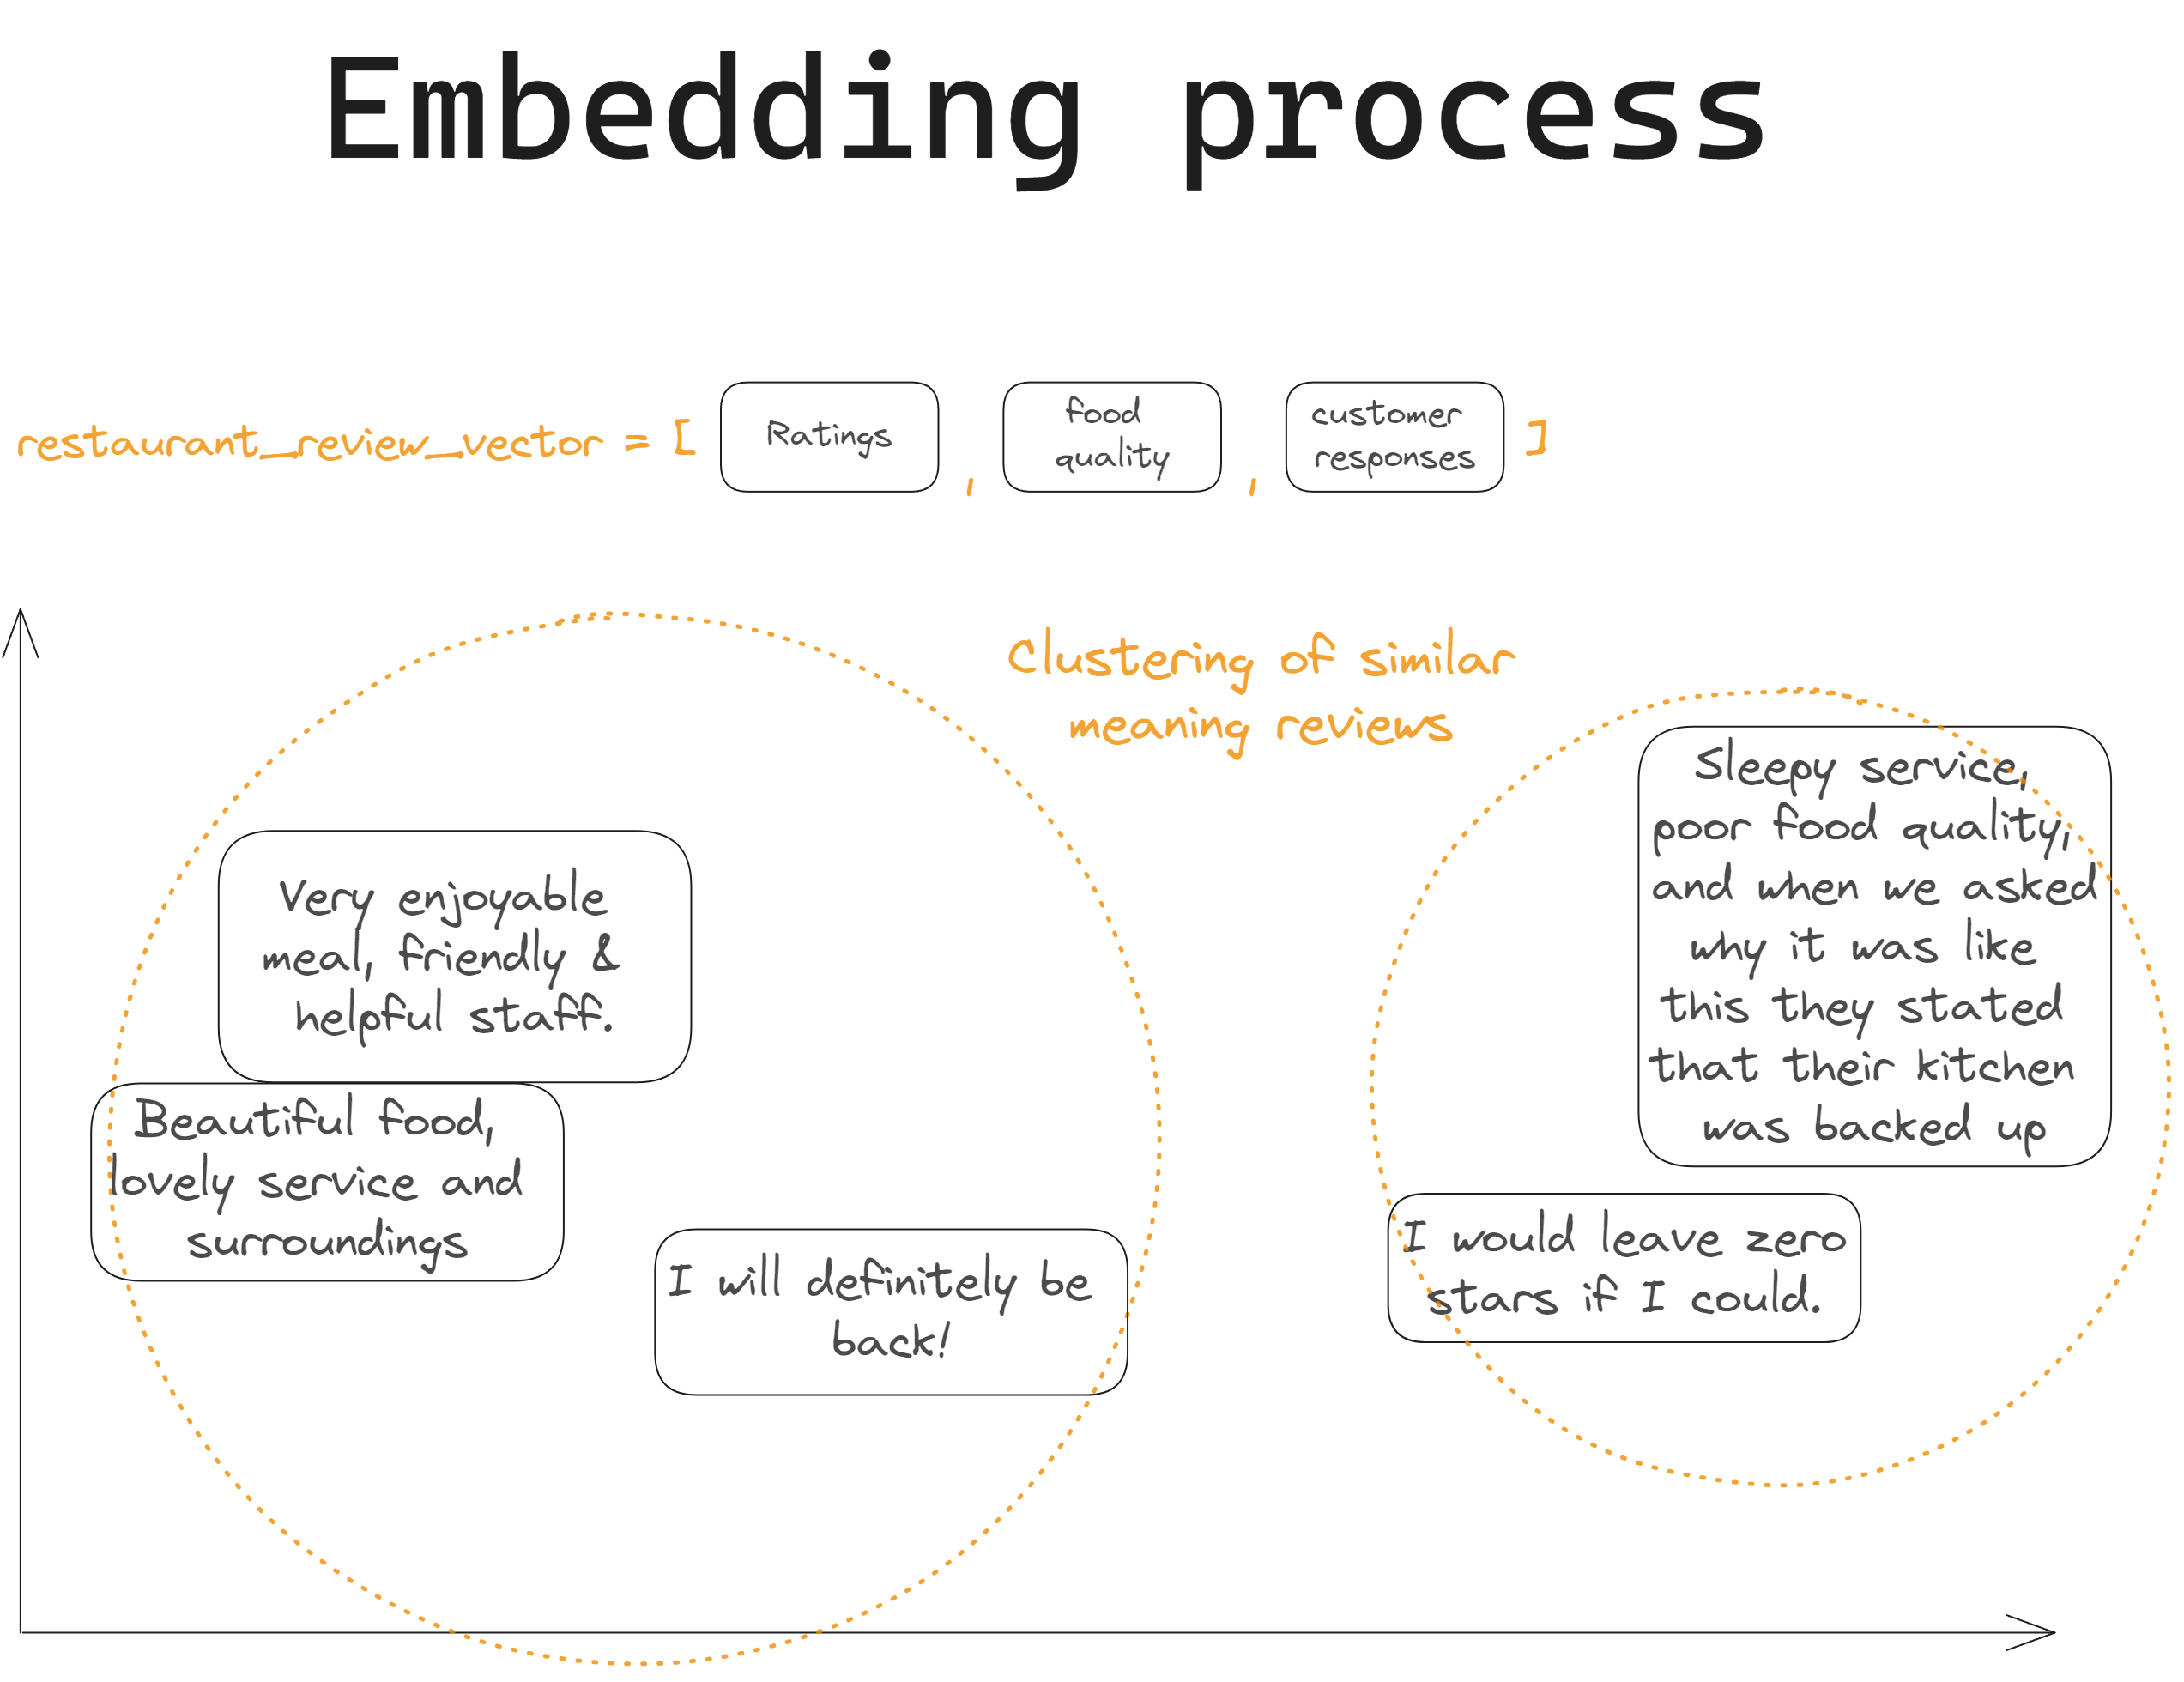 Embedding process
restaurant_review_vector = [ Ratings , food quality , customer responses ]
Clustering of similar
meaning reviews
Very enjoyable
meal, friendly &
helpful staff.
Beautiful food,
lovely service and
surroundings
I will definitely be
back!
Sleepy service,
poor food quality,
and when we asked
why it was like
this they stated
that their kitchen
was backed up
I would leave zero
stars if I could.